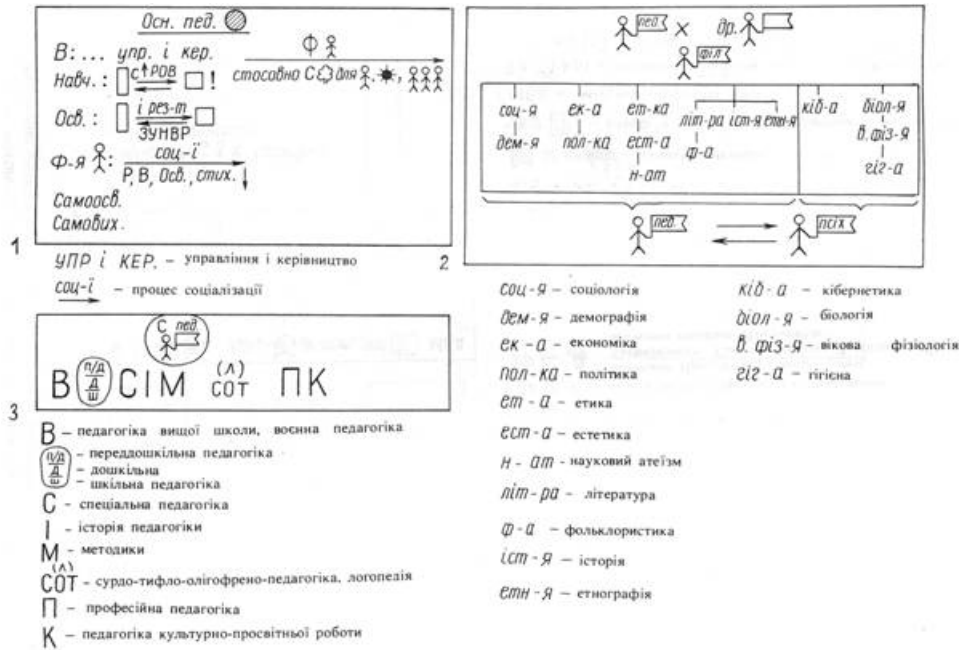 Осн. пед.
В: ... упр. і кер.
Ф
Навч.: С РОВ !
стосовно С для , ,
Осв.: і рез-т
ЗУНВР
Ф-я : соц-ї
Р, В, Осв., стих.
Самоосв.
Самових.
1
УПР і КЕР. – управління і керівництво
соц-ї – процес соціалізації
С пед.
В п/д Д Ш СІМ (Л) СОТ ПК
3
В – педагогіка вищої школи, воєнна педагогіка
п/д – переддошкільна педагогіка
Д – дошкільна
Ш – шкільна педагогіка
С – спеціальна педагогіка
І – історія педагогіки
М – методики
(Л)
СОТ – сурдо-тифло-олігофрено-педагогіка, логопедія
П – професійна педагогіка
К – педагогіка культурно-просвітньої роботи
пед. Х др.
філ
соц-я ек-а ет-ка літ-ра іст-я етн-я кіб-а біол-я
дем-я пол-ка ест-а ф-а в. фіз-я
н-ат гіг-а
пед. псіх
2
соц-я – соціологія
дем-я – демографія
ек-а – економіка
пол-ка – політика
ет-а – етика
ест-а – естетика
н-ат – науковий атеїзм
літ-ра – література
ф-а – фольклористика
іст-я – історія
етн-я – етнографія
кіб-а – кібернетика
біол-я – біологія
в. фіз-я – вікова фізіологія
гіг-а – гігієна